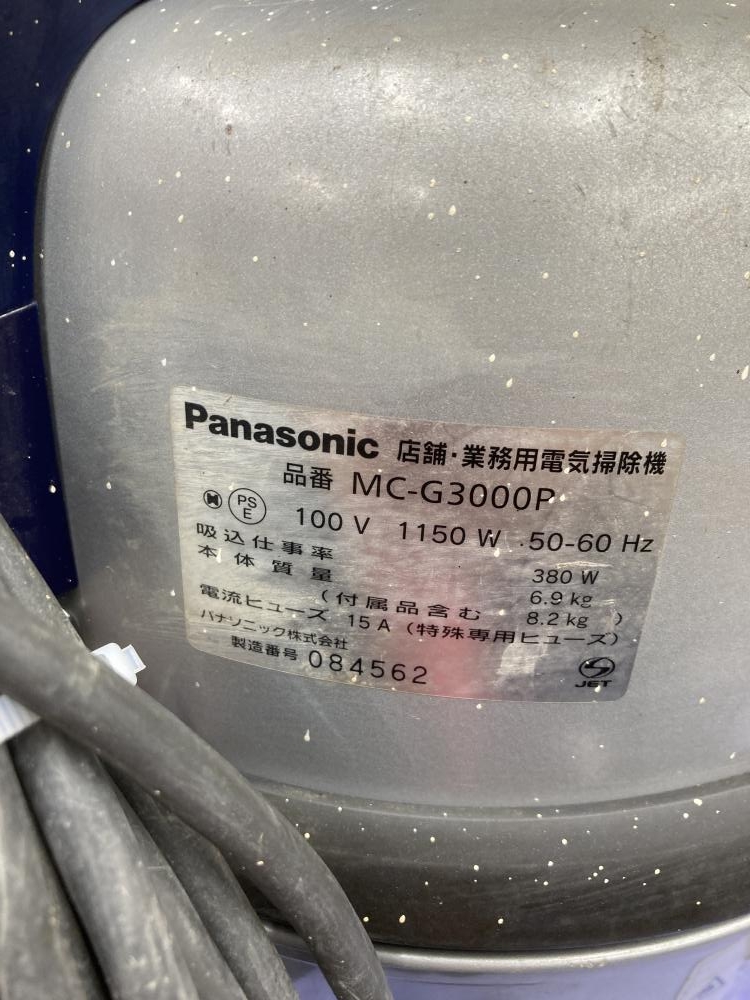 Panasonic 店舗・業務用電気掃除機
品番 MC-G3000P
PS E 100 V 1150 W 50-60 Hz
吸込仕事率 380 W
本体質量 6.9 kg
(付属品含む 8.2 kg )
電流ヒューズ 15 A (特殊専用ヒューズ)
パナソニック株式会社
製造番号 084562
JET